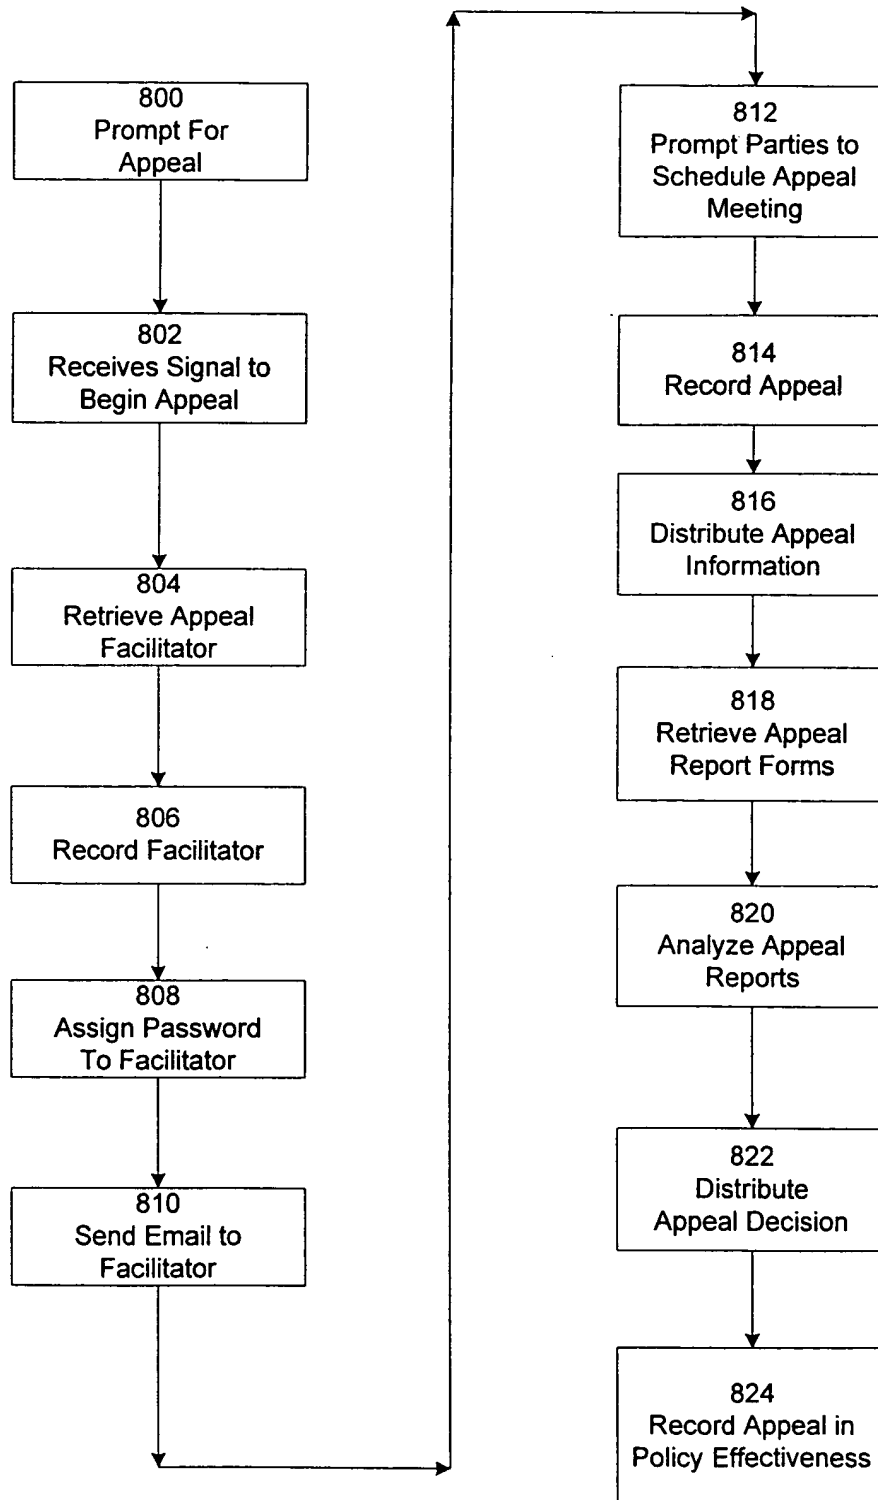 800
Prompt For
Appeal
802
Receives Signal to
Begin Appeal
804
Retrieve Appeal
Facilitator
806
Record Facilitator
808
Assign Password
To Facilitator
810
Send Email to
Facilitator
812
Prompt Parties to
Schedule Appeal
Meeting
814
Record Appeal
816
Distribute Appeal
Information
818
Retrieve Appeal
Report Forms
820
Analyze Appeal
Reports
822
Distribute
Appeal Decision
824
Record Appeal in
Policy Effectiveness